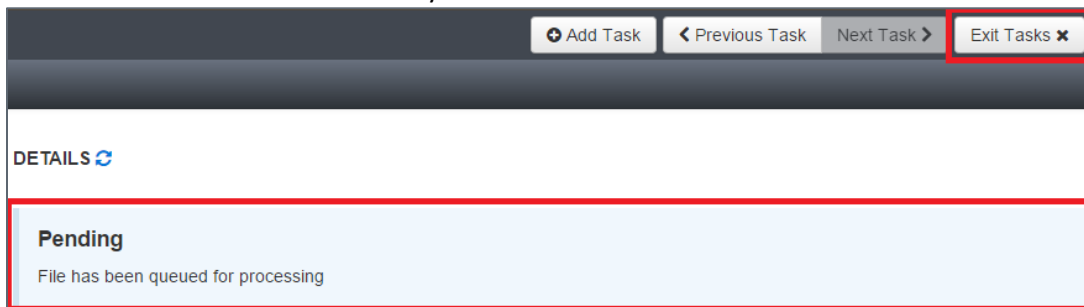 Add Task Previous Task Next Task Exit Tasks
DETAILS
Pending
File has been queued for processing